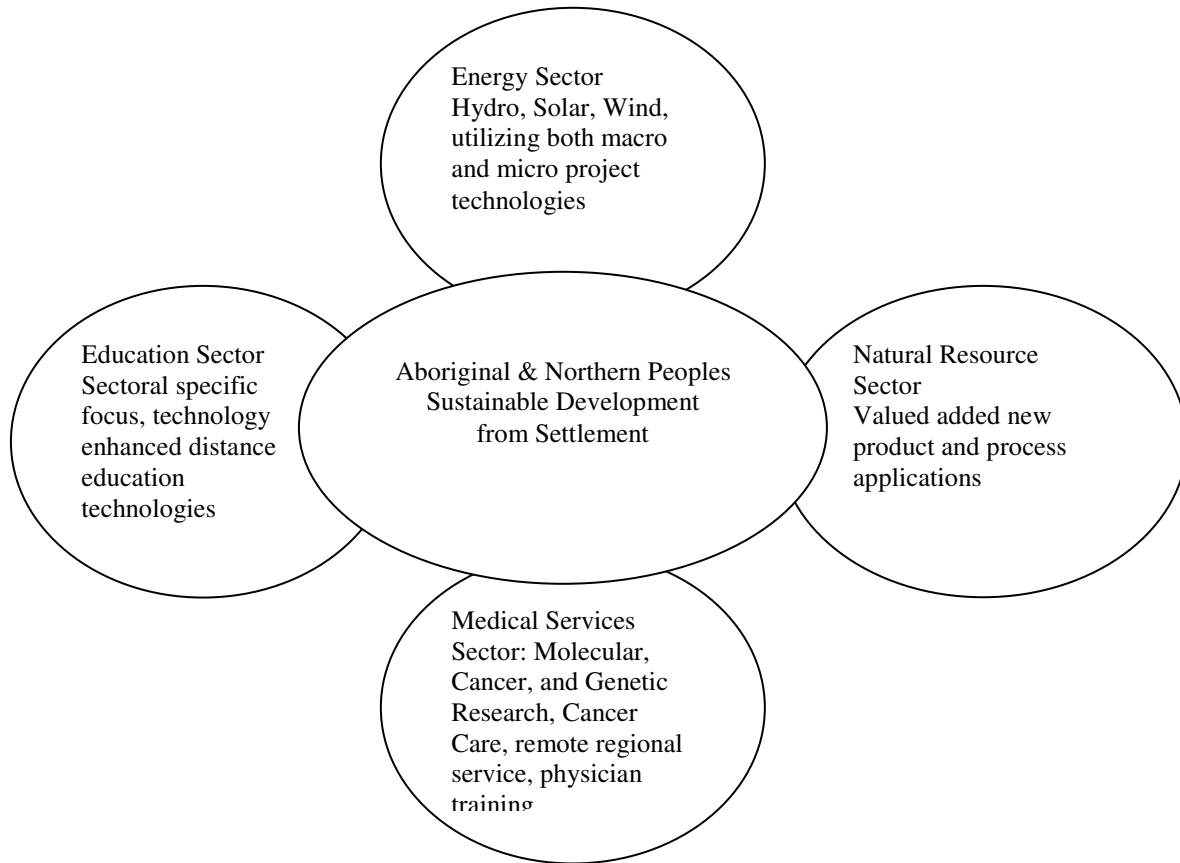 Energy Sector
Hydro, Solar, Wind,
utilizing both macro
and micro project
technologies
Education Sector
Sectoral specific
focus, technology
enhanced distance
education
technologies
Aboriginal & Northern Peoples
Sustainable Development
from Settlement
Natural Resource
Sector
Valued added new
product and process
applications
Medical Services
Sector: Molecular,
Cancer, and Genetic
Research, Cancer
Care, remote regional
service, physician
training